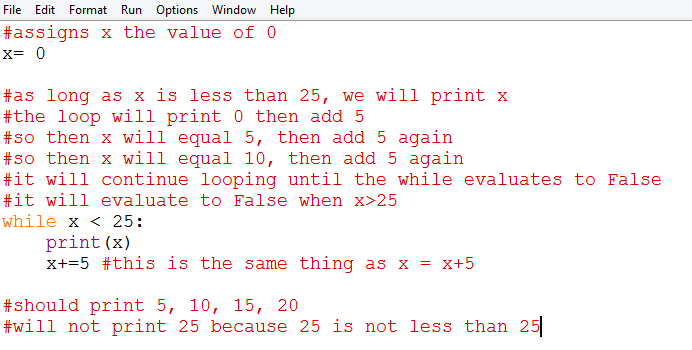 File Edit Format Run Options Window Help
#assigns x the value of 0
x= 0
#as long as x is less than 25, we will print x
#the loop will print 0 then add 5
#so then x will equal 5, then add 5 again
#so then x will equal 10, then add 5 again
#it will continue looping until the while evaluates to False
#it will evaluate to False when x>25
while x < 25:
    print(x)
    x+=5 #this is the same thing as x = x+5
#should print 5, 10, 15, 20
#will not print 25 because 25 is not less than 25